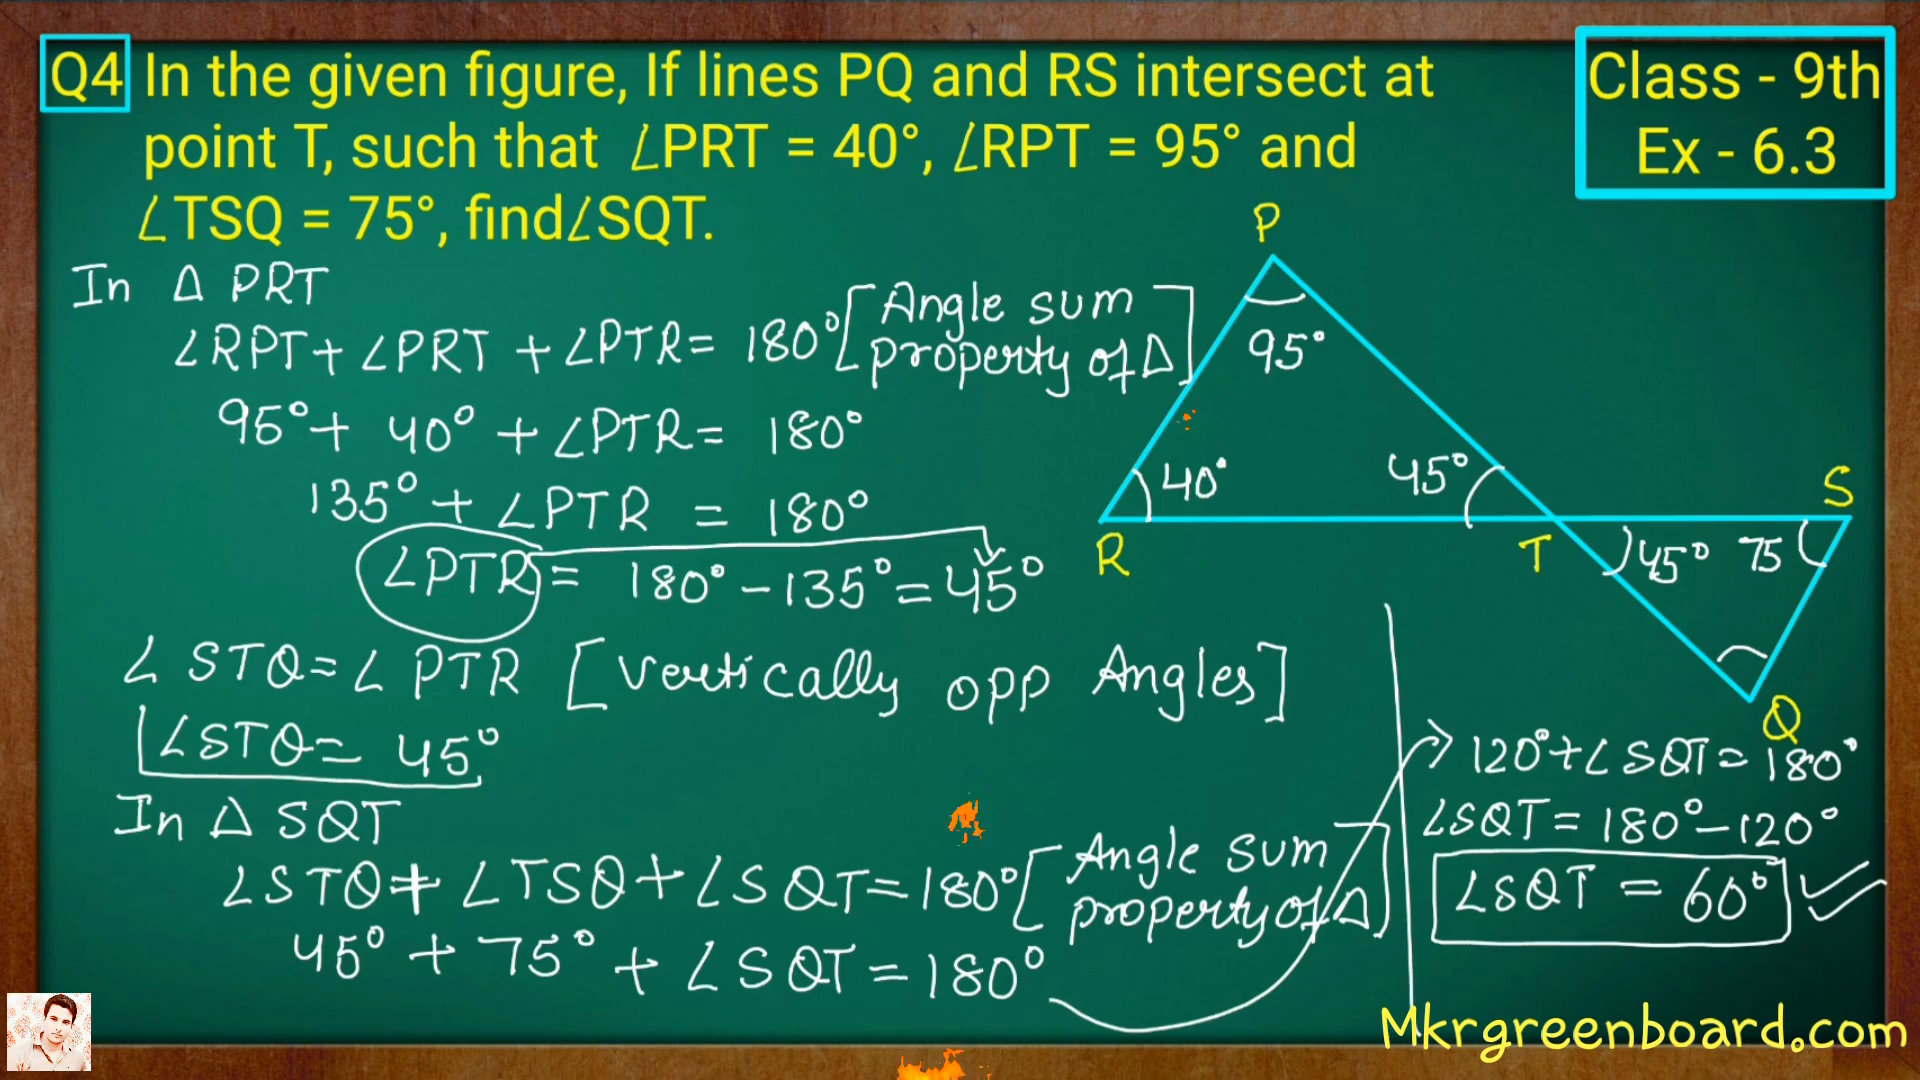 Q4 In the given figure, If lines PQ and RS intersect at
point T, such that ∠PRT = 40°, ∠RPT = 95° and
∠TSQ = 75°, find∠SQT.
Class - 9th
Ex - 6.3
In Δ PRT
∠RPT + ∠PRT + ∠PTR = 180° [Angle sum
property of Δ]
95° + 40° + ∠PTR = 180°
135° + ∠PTR = 180°
∠PTR = 180° - 135° = 45°
∠STQ = ∠PTR [Vertically opp Angles]
∠STQ = 45°
In Δ SQT
∠STQ + ∠TSQ + ∠SQT = 180° [Angle sum
property of Δ]
45° + 75° + ∠SQT = 180°
P
95°
40°
45°
S
R
T
45°
75
Q
120° + ∠SQT = 180°
∠SQT = 180° - 120°
∠SQT = 60°
Mkrgreenboard.com